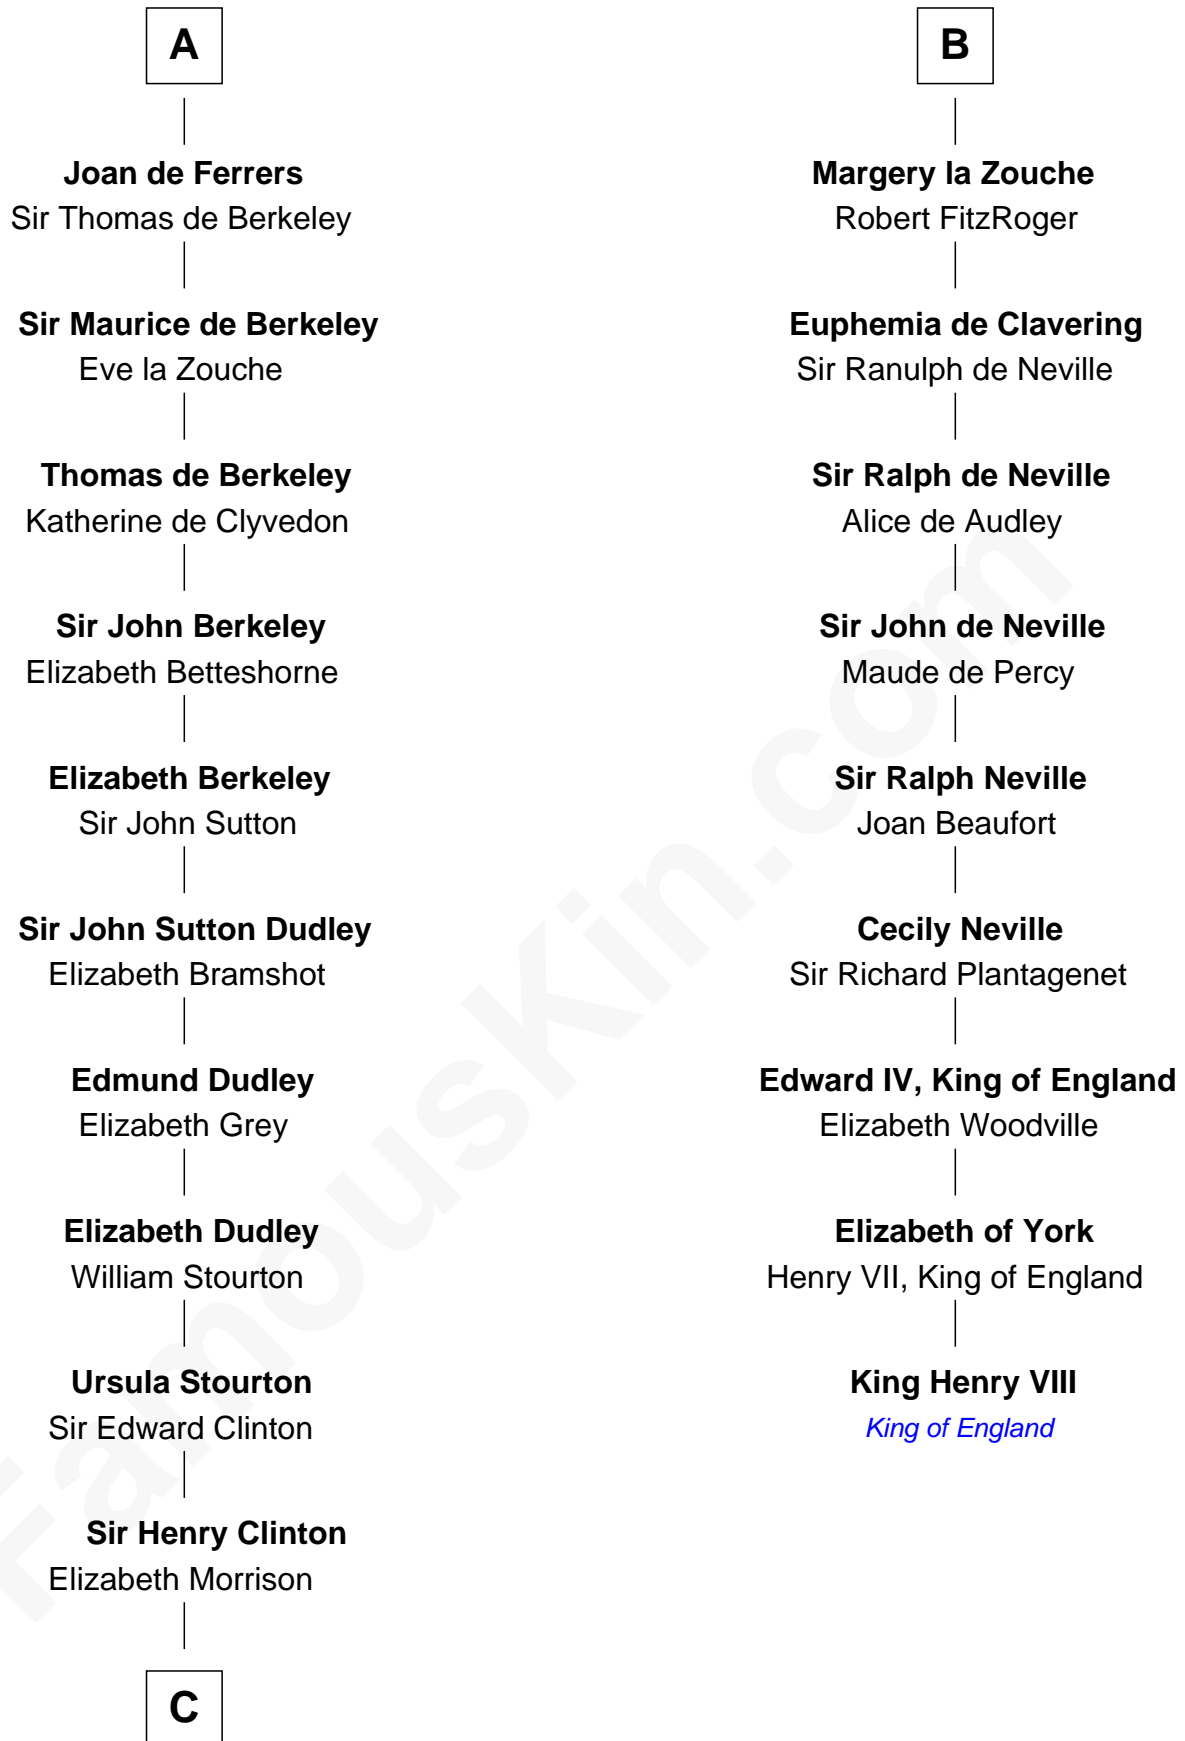 A
Joan de Ferrers
Sir Thomas de Berkeley
Sir Maurice de Berkeley
Eve la Zouche
Thomas de Berkeley
Katherine de Clyvedon
Sir John Berkeley
Elizabeth Betteshorne
Elizabeth Berkeley
Sir John Sutton
Sir John Sutton Dudley
Elizabeth Bramshot
Edmund Dudley
Elizabeth Grey
Elizabeth Dudley
William Stourton
Ursula Stourton
Sir Edward Clinton
Sir Henry Clinton
Elizabeth Morrison
C
B
Margery la Zouche
Robert FitzRoger
Euphemia de Clavering
Sir Ranulph de Neville
Sir Ralph de Neville
Alice de Audley
Sir John de Neville
Maude de Percy
Sir Ralph Neville
Joan Beaufort
Cecily Neville
Sir Richard Plantagenet
Edward IV, King of England
Elizabeth Woodville
Elizabeth of York
Henry VII, King of England
King Henry VIII
King of England
FamousKin.com